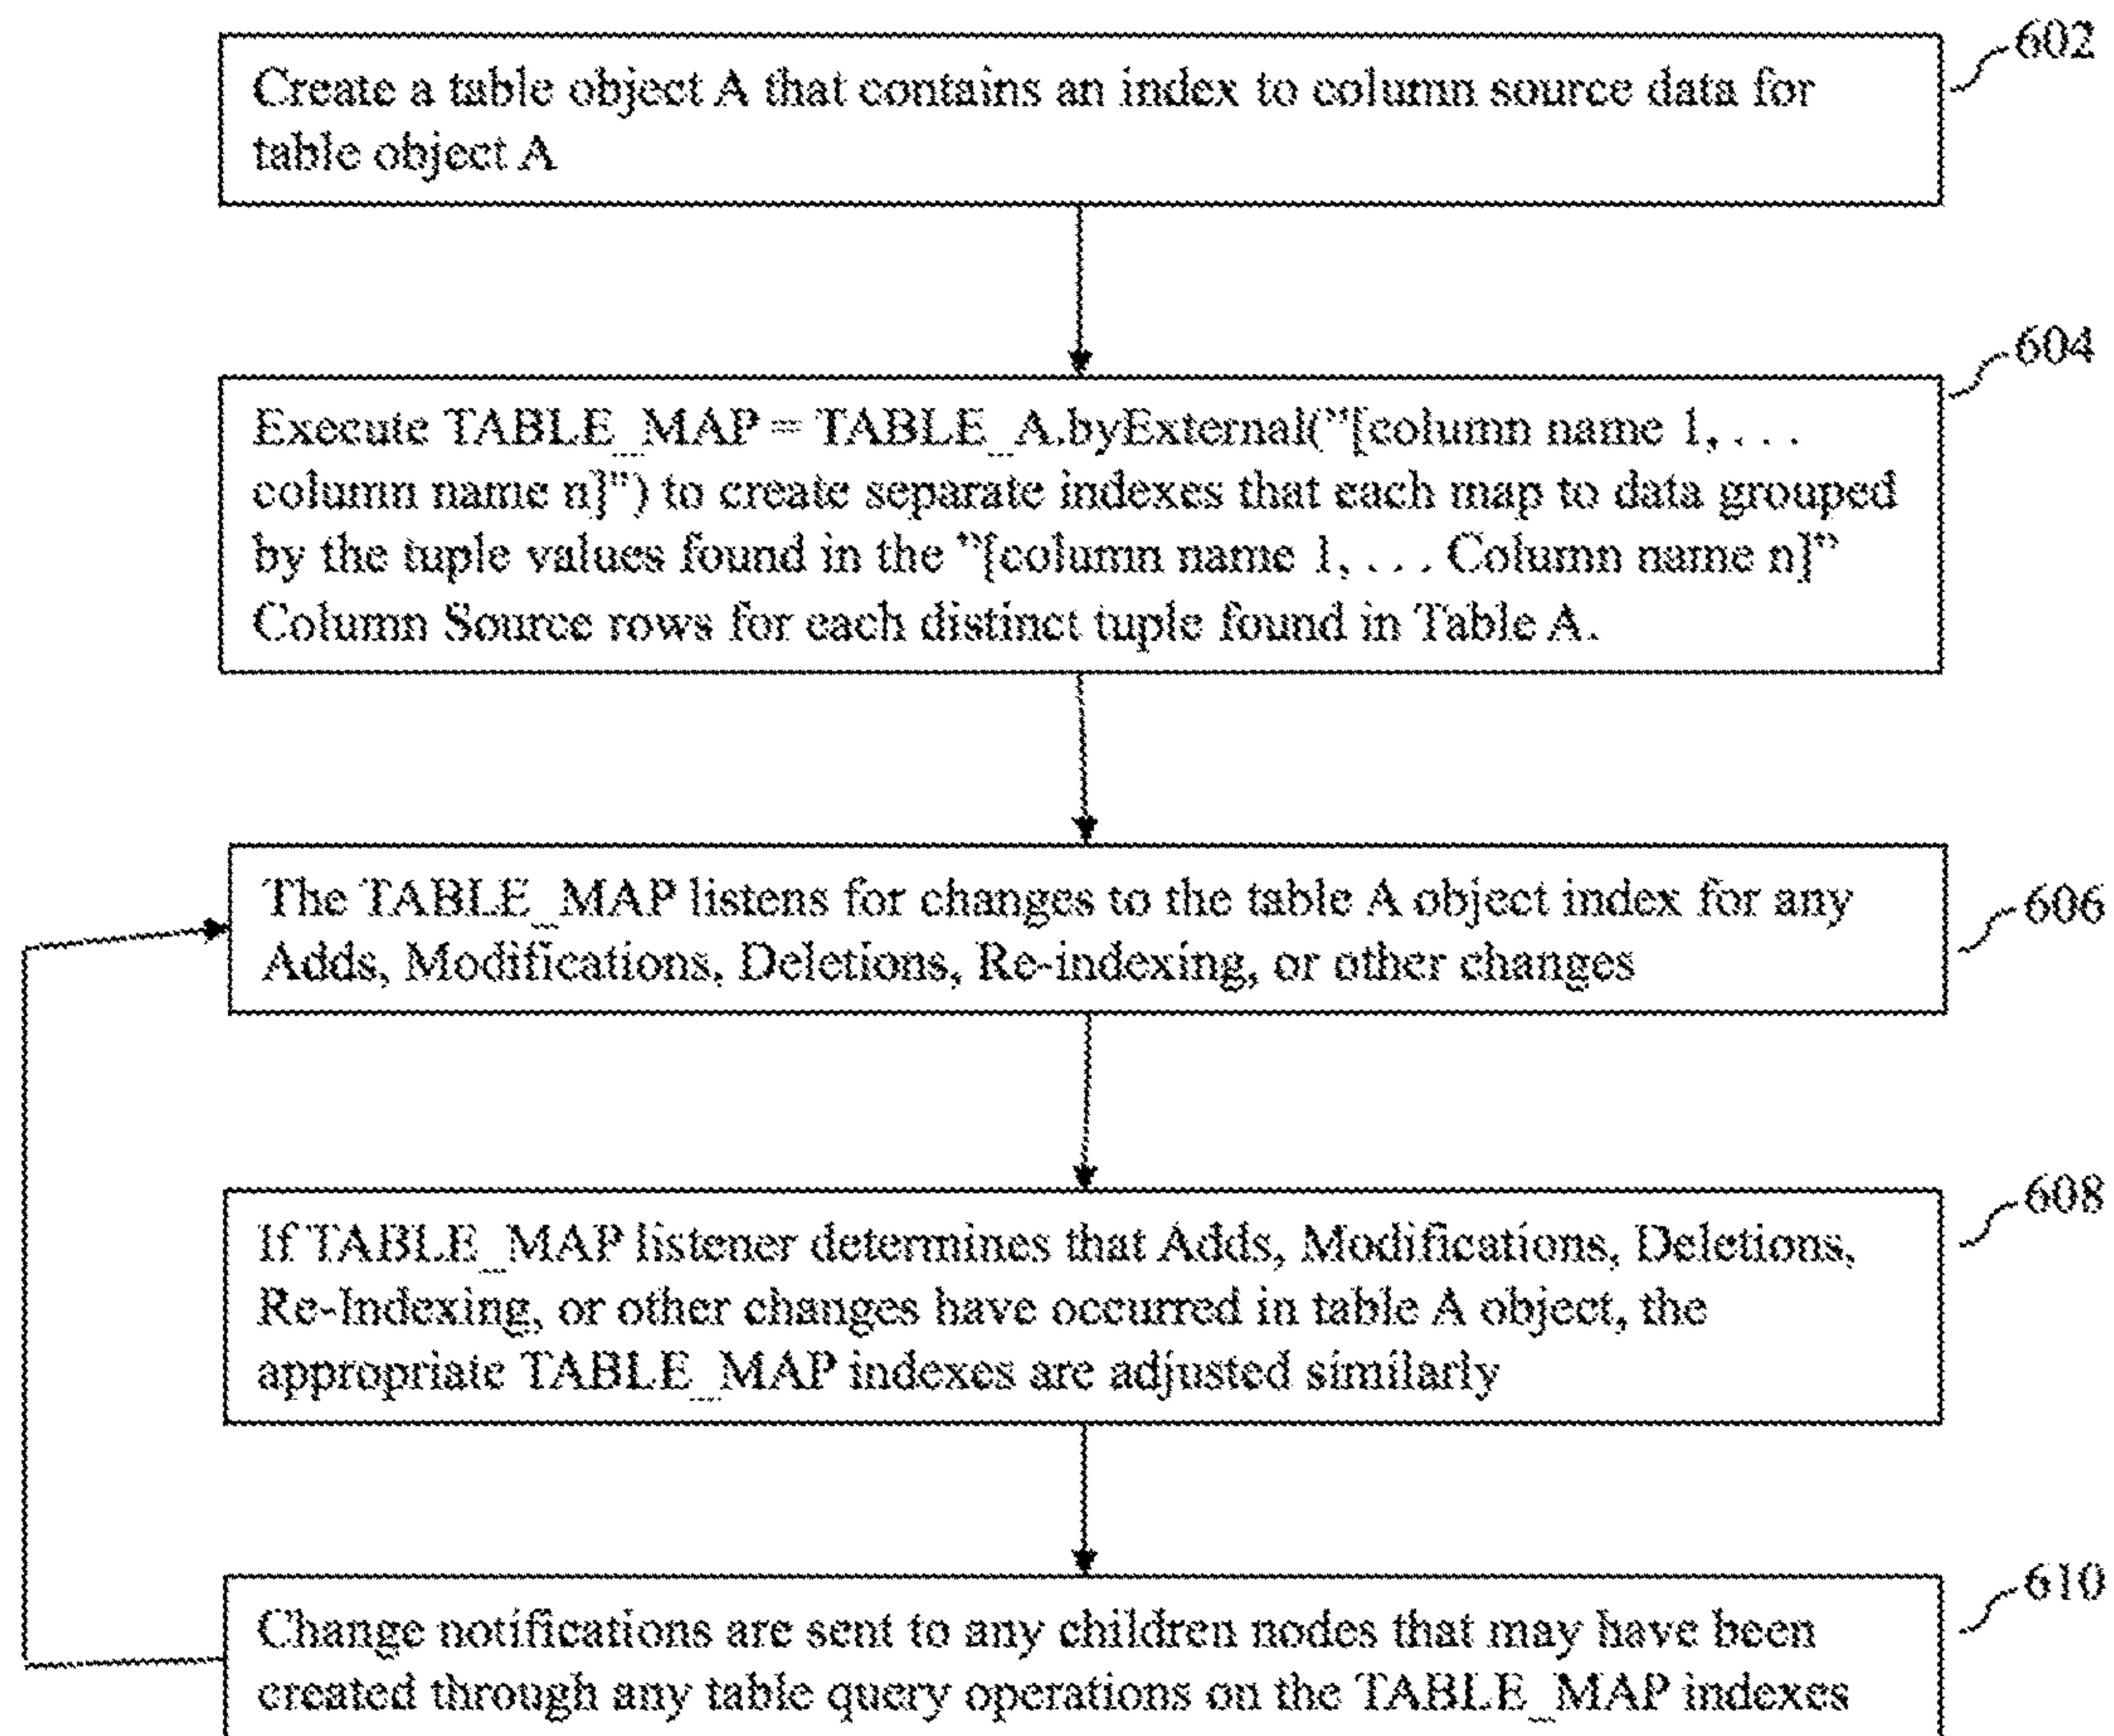 602
Create a table object A that contains an index to column source data for
table object A
604
Execute TABLE_MAP = TABLE_A.byExternal("[column name 1, . . .
column name n]") to create separate indexes that each map to data grouped
by the tuple values found in the "[column name 1, . . . Column name n]"
Column Source rows for each distinct tuple found in Table A.
606
The TABLE_MAP listens for changes to the table A object index for any
Adds, Modifications, Deletions, Re-indexing, or other changes
608
If TABLE_MAP listener determines that Adds, Modifications, Deletions,
Re-Indexing, or other changes have occurred in table A object, the
appropriate TABLE_MAP indexes are adjusted similarly
610
Change notifications are sent to any children nodes that may have been
created through any table query operations on the TABLE_MAP indexes